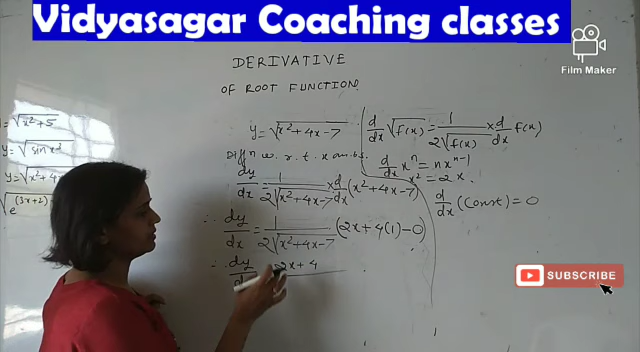 Vidyasagar Coaching classes
Film Maker
DERIVATIVE
OF ROOT FUNCTION
= √x²+5
y= √sin x²
y= √x²+4
√e^(3x+2)
y= √x²+4x-7
Diffn w. r. t. x on b.s.
dy/dx = 1/2√x²+4x-7 × d/dx (x²+4x-7)
∴ dy/dx = 1/2√x²+4x-7 (2x+4(1)-0)
∴ dy/dx 2x+4
d/dx √f(x) = 1/2√f(x) × d/dx f(x)
d/dx xⁿ = nxⁿ⁻¹
x² = 2x.
d/dx (const) = 0
SUBSCRIBE